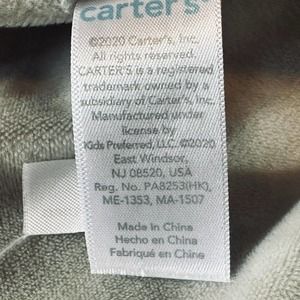 carter's®
©2020 Carter's, Inc.
All rights reserved.
CARTER'S is a registered
trademark owned by a
subsidiary of Carter's, Inc.
Manufactured under
license by
Kids Preferred, LLC. ©2020
East Windsor,
NJ 08520, USA
Reg. No. PA8253(HK),
ME-1353, MA-1507
Made in China
Hecho en China
Fabriqué en Chine